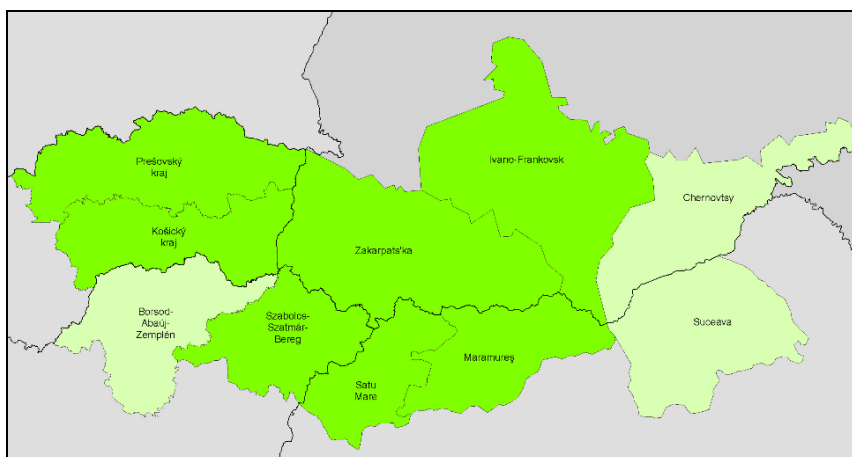 Prešovský
kraj
Ivano-Frankovsk
Chernovtsy
Košický
kraj
Zakarpats'ka
Borsod-
Abaúj-
Zemplén
Szabolcs-
Szatmár-
Bereg
Suceava
Maramureş
Satu
Mare